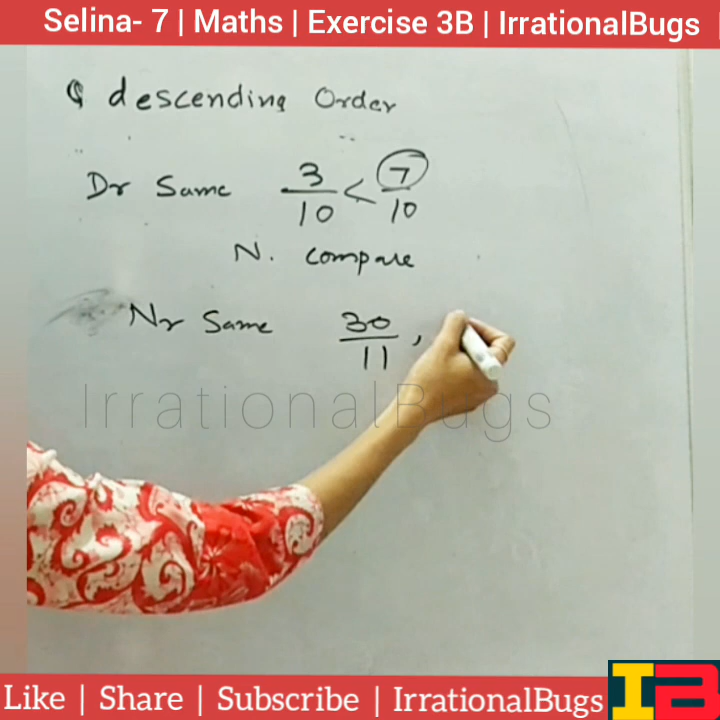 Selina- 7 | Maths | Exercise 3B | IrrationalBugs
descending Order
Dr Same 3/10 < 7/10
N. compare
Nr Same 30/11 ,
IrrationalBugs
Like | Share | Subscribe | IrrationalBugs IB